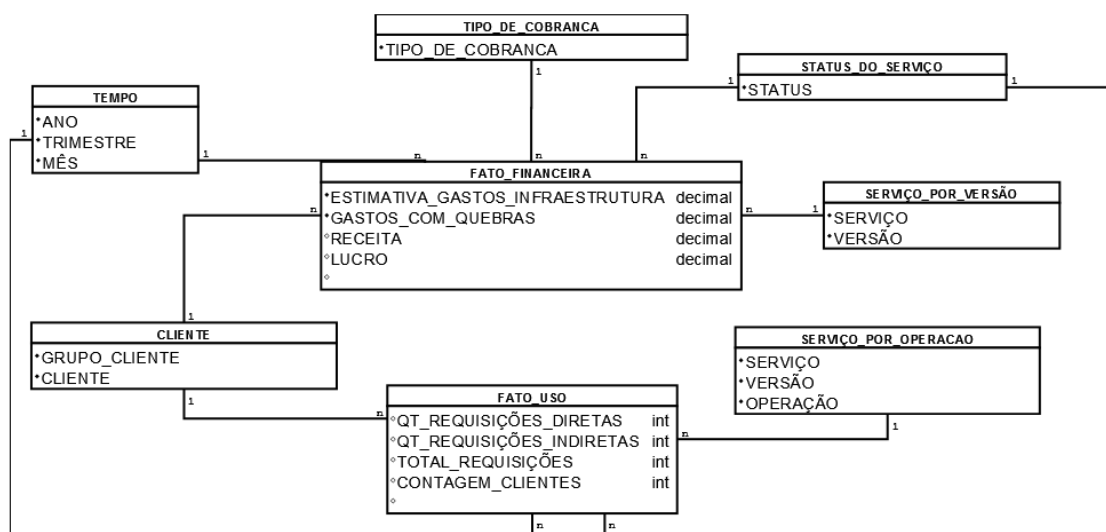 TIPO_DE_COBRANCA
*TIPO_DE_COBRANCA
1
STATUS_DO_SERVIÇO
*STATUS
1
1
TEMPO
*ANO
*TRIMESTRE
*MÊS
1
1
n
n
n
FATO_FINANCEIRA
*ESTIMATIVA_GASTOS_INFRAESTRUTURA decimal
*GASTOS_COM_QUEBRAS decimal
◇RECEITA decimal
◇LUCRO decimal
◇
n
n
1
SERVIÇO_POR_VERSÃO
*SERVIÇO
*VERSÃO
1
CLIENTE
*GRUPO_CLIENTE
*CLIENTE
1
SERVIÇO_POR_OPERACAO
*SERVIÇO
*VERSÃO
*OPERAÇÃO
1
n
FATO_USO
◇QT_REQUISIÇÕES_DIRETAS int
◇QT_REQUISIÇÕES_INDIRETAS int
◇TOTAL_REQUISIÇÕES int
◇CONTAGEM_CLIENTES int
◇
n
n
n